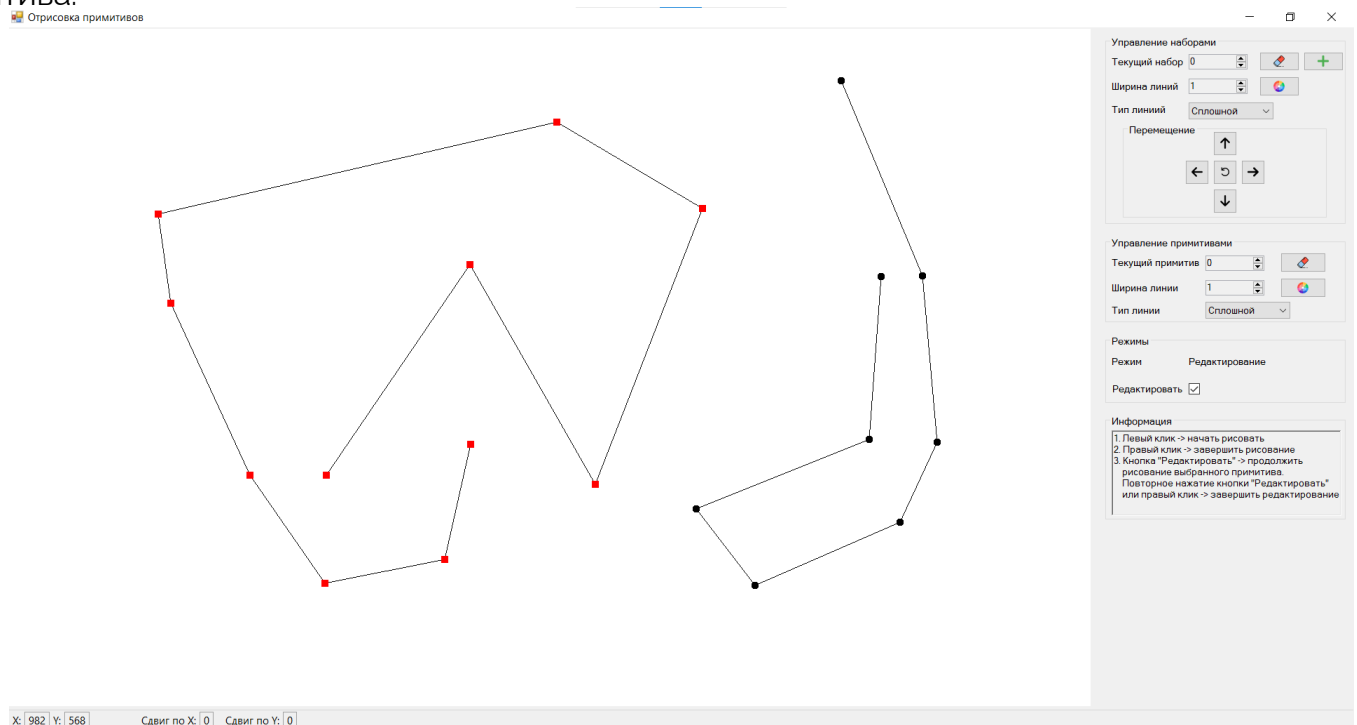 тива.
Отрисовка примитивов
Управление наборами
Текущий набор 0
Ширина линий 1
Тип линиий Сплошной
Перемещение
Управление примитивами
Текущий примитив 0
Ширина линии 1
Тип линии Сплошной
Режимы
Режим Редактирование
Редактировать
Информация
1. Левый клик -> начать рисовать
2. Правый клик -> завершить рисование
3. Кнопка "Редактировать" -> продолжить
рисование выбранного примитива.
Повторное нажатие кнопки "Редактировать"
или правый клик -> завершить редактирование
X: 982 Y: 568 Сдвиг по X: 0 Сдвиг по Y: 0